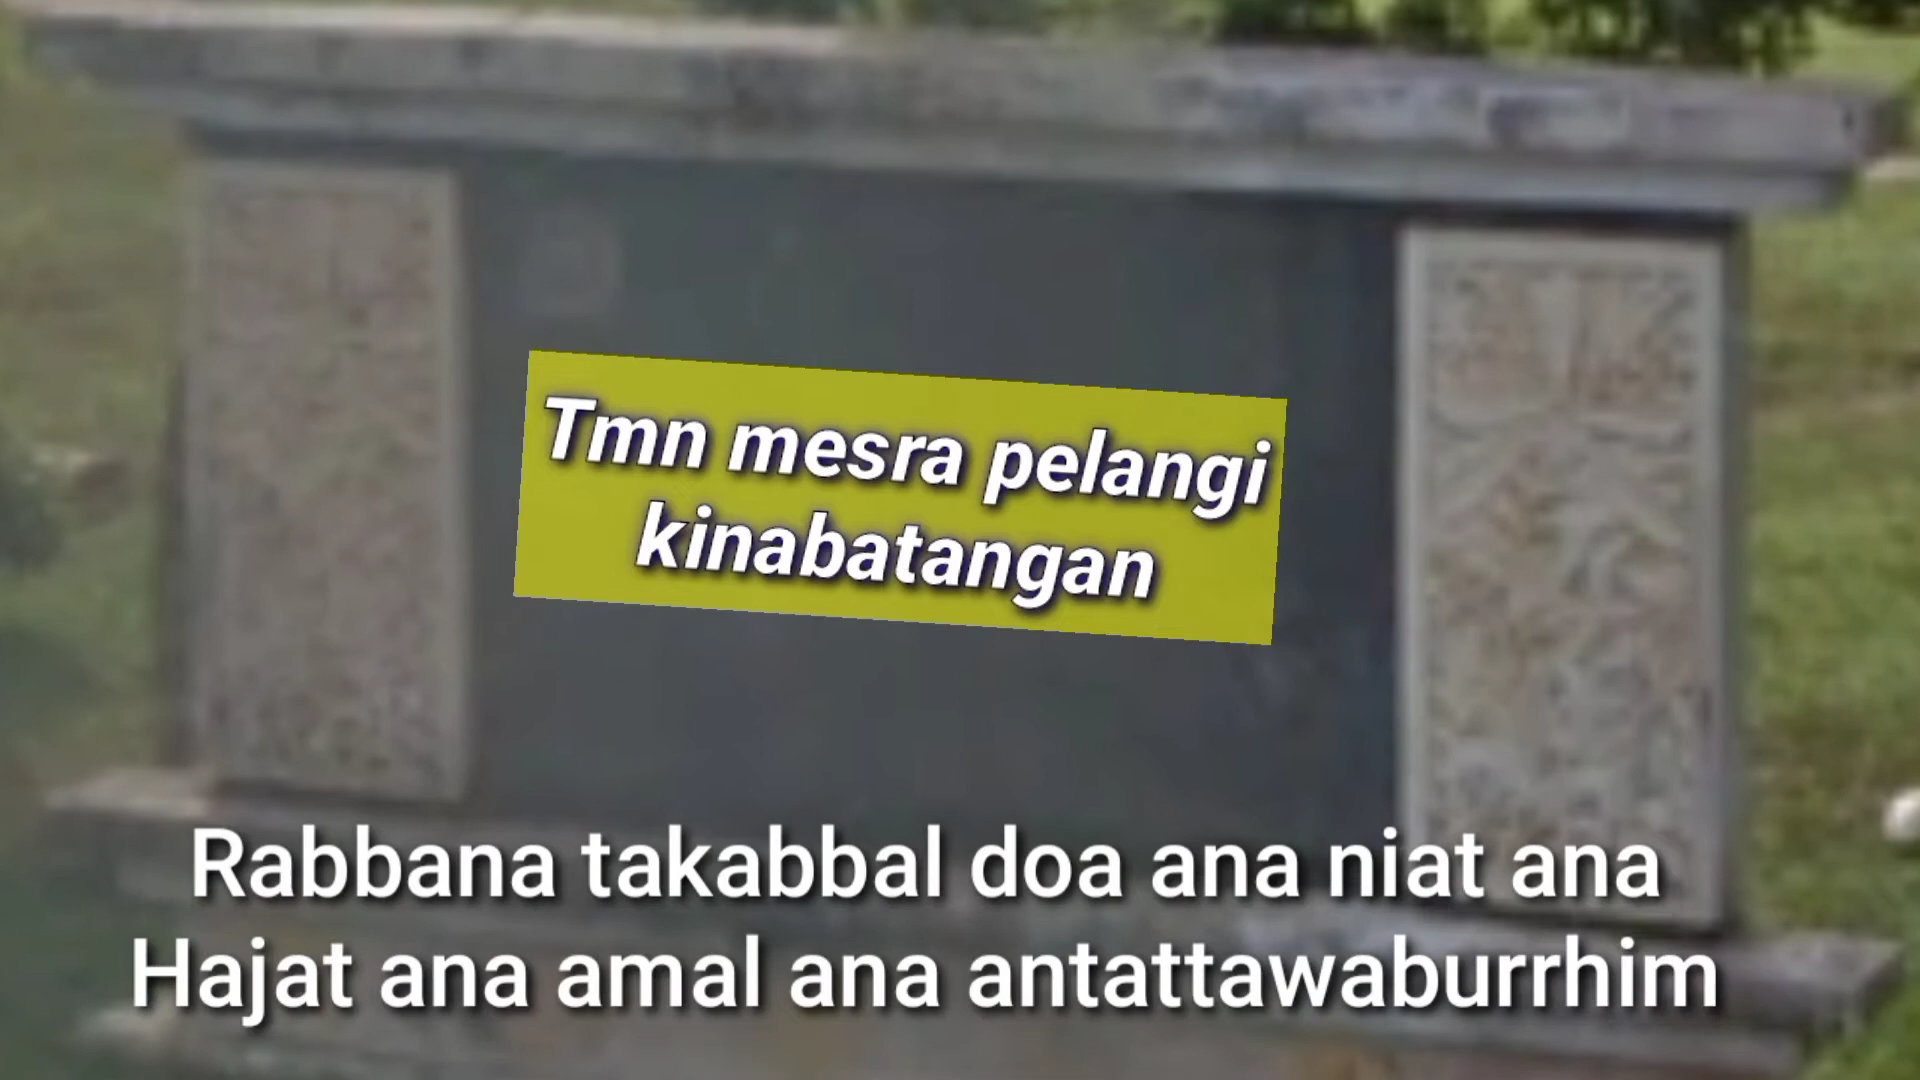 Tmn mesra pelangi
kinabatangan
Rabbana takabbal doa ana niat ana
Hajat ana amal ana antattawaburrhim